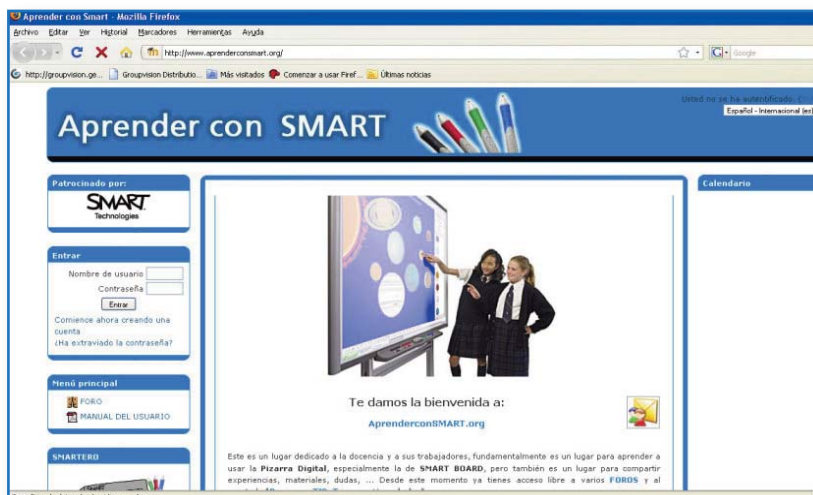 Aprender con Smart - Mozilla Firefox
Archivo Editar Ver Historial Marcadores Herramientas Ayuda
http://www.aprenderconsmart.org/
Google
http://groupvision.ge... Groupvision Distributio... Más visitados Comenzar a usar Firef... Últimas noticias
Usted no se ha autentificado.
Español - Internacional (es)
Aprender con SMART
Patrocinado por:
SMART
Technologies
Entrar
Nombre de usuario
Contraseña
Entrar
Comience ahora creando una
cuenta
¿Ha extraviado la contraseña?
Menú principal
FORO
MANUAL DEL USUARIO
SMARTERO
Te damos la bienvenida a:
AprenderconSMART.org
Este es un lugar dedicado a la docencia y a sus trabajadores, fundamentalmente es un lugar para aprender a
usar la Pizarra Digital, especialmente la de SMART BOARD, pero también es un lugar para compartir
experiencias, materiales, dudas, ... Desde este momento ya tienes acceso libre a varios FOROS y al
Calendario